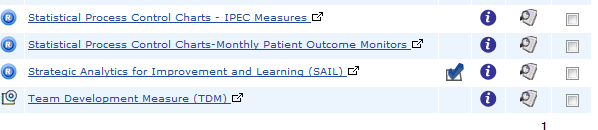 Statistical Process Control Charts - IPEC Measures
Statistical Process Control Charts-Monthly Patient Outcome Monitors
Strategic Analytics for Improvement and Learning (SAIL)
Team Development Measure (TDM)
1